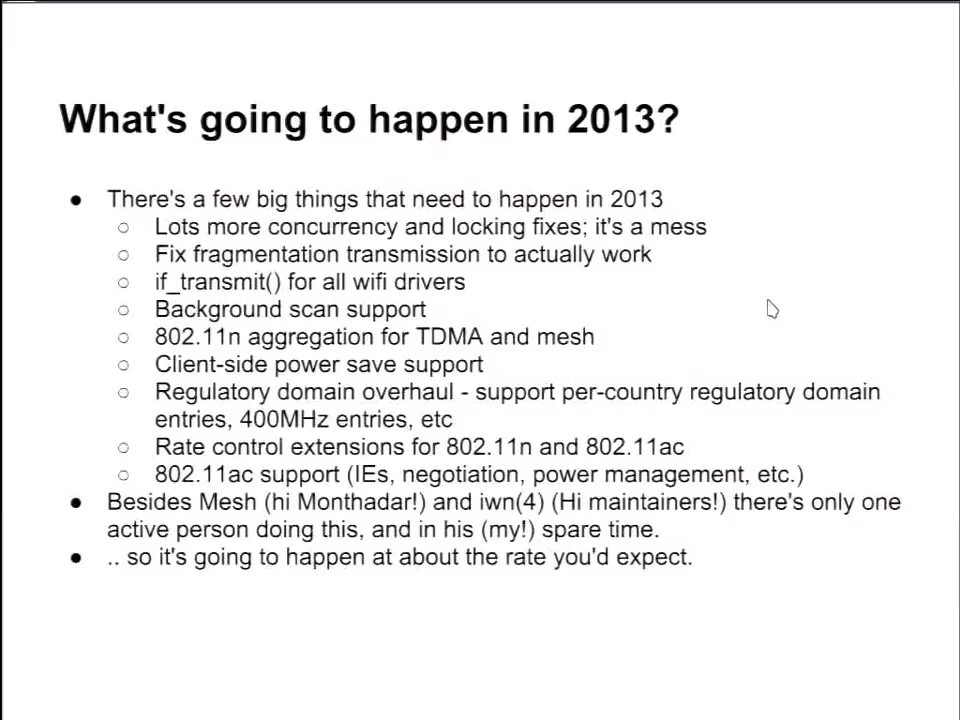 What's going to happen in 2013?
● There's a few big things that need to happen in 2013
○ Lots more concurrency and locking fixes; it's a mess
○ Fix fragmentation transmission to actually work
○ if_transmit() for all wifi drivers
○ Background scan support
○ 802.11n aggregation for TDMA and mesh
○ Client-side power save support
○ Regulatory domain overhaul - support per-country regulatory domain
entries, 400MHz entries, etc
○ Rate control extensions for 802.11n and 802.11ac
○ 802.11ac support (IEs, negotiation, power management, etc.)
● Besides Mesh (hi Monthadar!) and iwn(4) (Hi maintainers!) there's only one
active person doing this, and in his (my!) spare time.
● .. so it's going to happen at about the rate you'd expect.